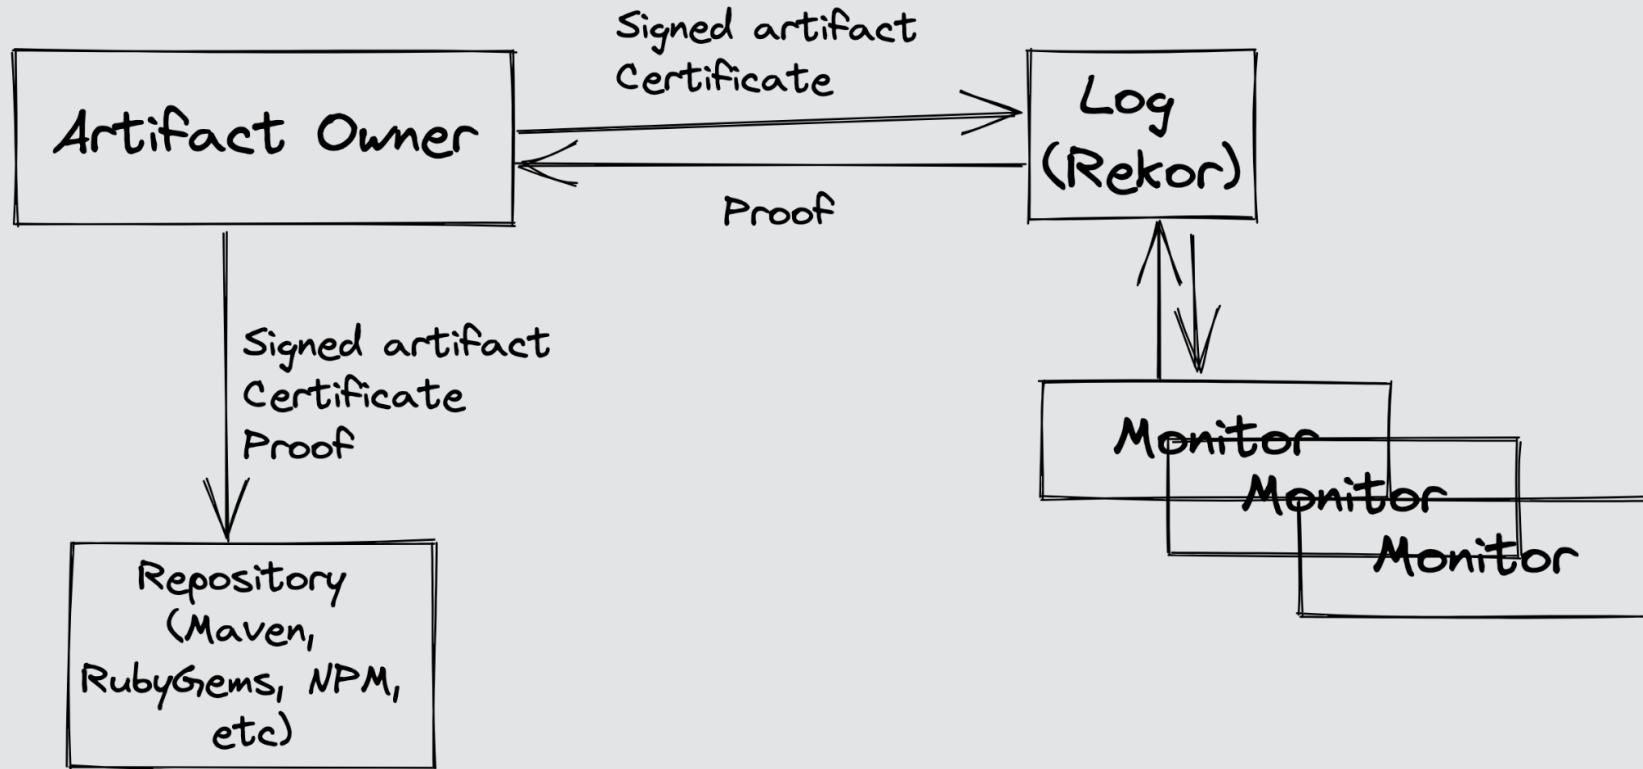 Signed artifact
Certificate
Artifact Owner
Log
(Rekor)
Proof
Signed artifact
Certificate
Proof
Monitor
Monitor
Monitor
Repository
(Maven,
RubyGems, NPM,
etc)